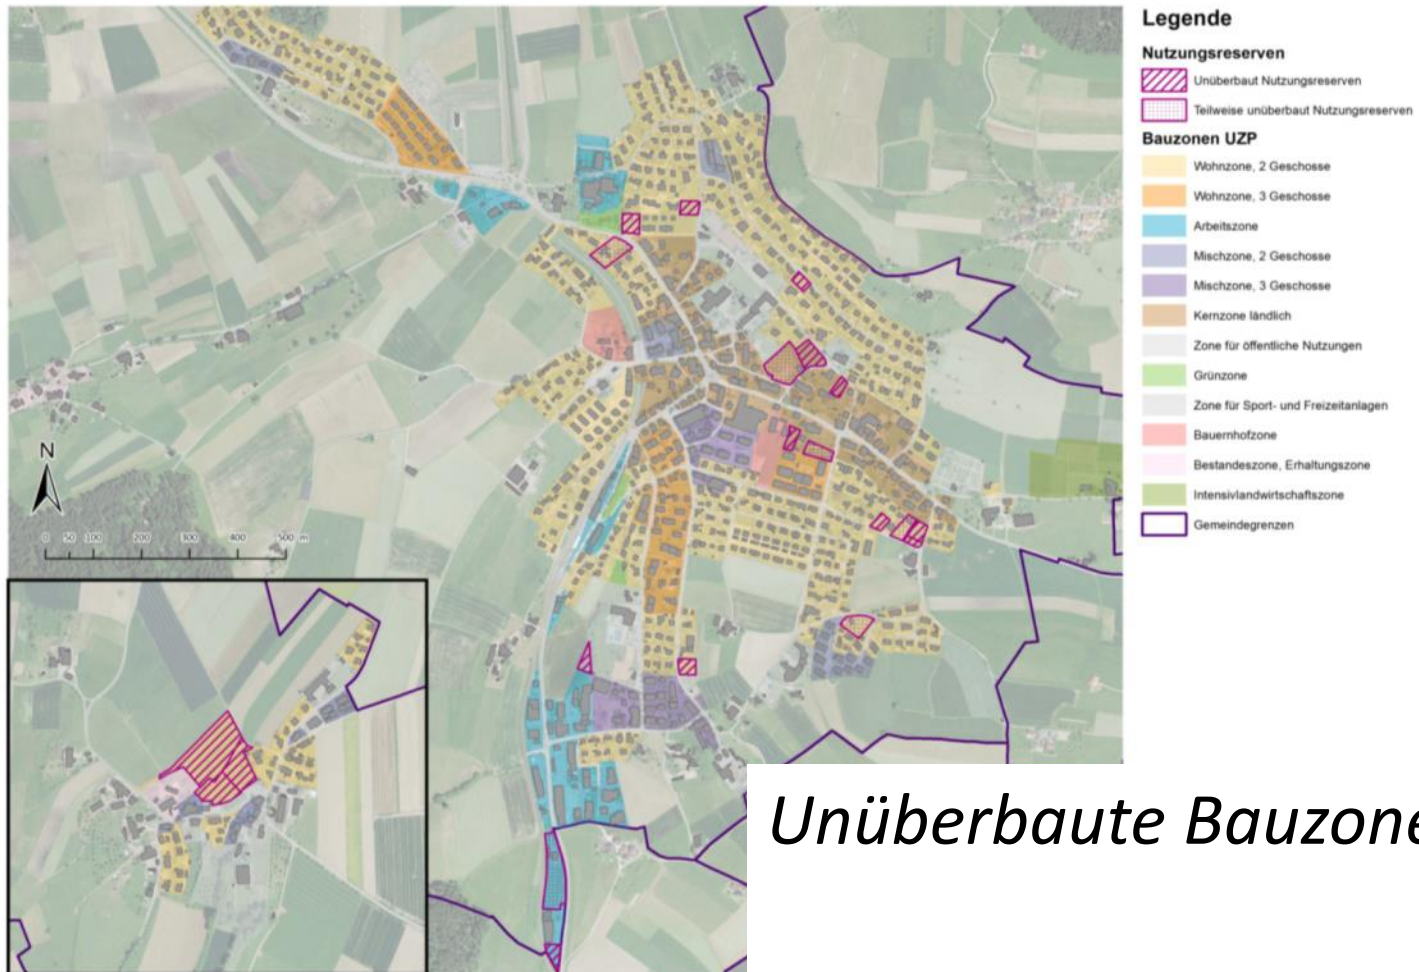 Legende
Nutzungsreserven
Unüberbaut Nutzungsreserven
Teilweise unüberbaut Nutzungsreserven
Bauzonen UZP
Wohnzone, 2 Geschosse
Wohnzone, 3 Geschosse
Arbeitszone
Mischzone, 2 Geschosse
Mischzone, 3 Geschosse
Kernzone ländlich
Zone für öffentliche Nutzungen
Grünzone
Zone für Sport- und Freizeitanlagen
Bauernhofzone
Bestandeszone, Erhaltungszone
Intensivlandwirtschaftszone
Gemeindegrenzen
N
0 50 100 200 300 400 500 m
Unüberbaute Bauzone